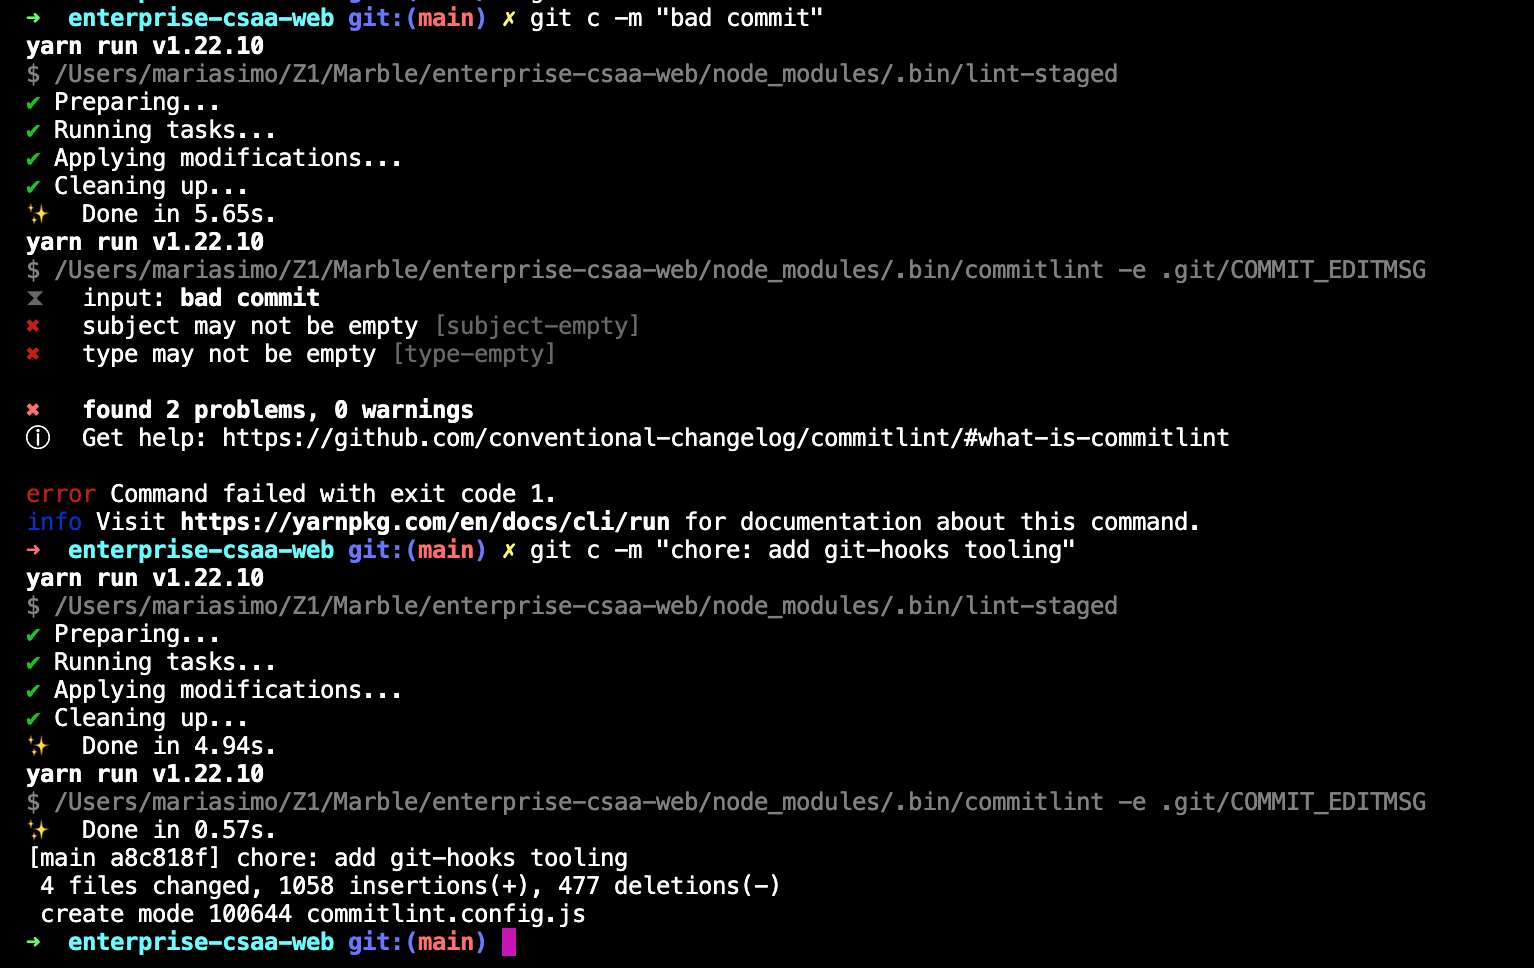 ➜  enterprise-csaa-web git:(main) ✗ git c -m "bad commit"
yarn run v1.22.10
$ /Users/mariasimo/Z1/Marble/enterprise-csaa-web/node_modules/.bin/lint-staged
✔ Preparing...
✔ Running tasks...
✔ Applying modifications...
✔ Cleaning up...
✨  Done in 5.65s.
yarn run v1.22.10
$ /Users/mariasimo/Z1/Marble/enterprise-csaa-web/node_modules/.bin/commitlint -e .git/COMMIT_EDITMSG
⧗   input: bad commit
✖   subject may not be empty [subject-empty]
✖   type may not be empty [type-empty]

✖   found 2 problems, 0 warnings
ⓘ   Get help: https://github.com/conventional-changelog/commitlint/#what-is-commitlint

error Command failed with exit code 1.
info Visit https://yarnpkg.com/en/docs/cli/run for documentation about this command.
➜  enterprise-csaa-web git:(main) ✗ git c -m "chore: add git-hooks tooling"
yarn run v1.22.10
$ /Users/mariasimo/Z1/Marble/enterprise-csaa-web/node_modules/.bin/lint-staged
✔ Preparing...
✔ Running tasks...
✔ Applying modifications...
✔ Cleaning up...
✨  Done in 4.94s.
yarn run v1.22.10
$ /Users/mariasimo/Z1/Marble/enterprise-csaa-web/node_modules/.bin/commitlint -e .git/COMMIT_EDITMSG
✨  Done in 0.57s.
[main a8c818f] chore: add git-hooks tooling
 4 files changed, 1058 insertions(+), 477 deletions(-)
 create mode 100644 commitlint.config.js
➜  enterprise-csaa-web git:(main)